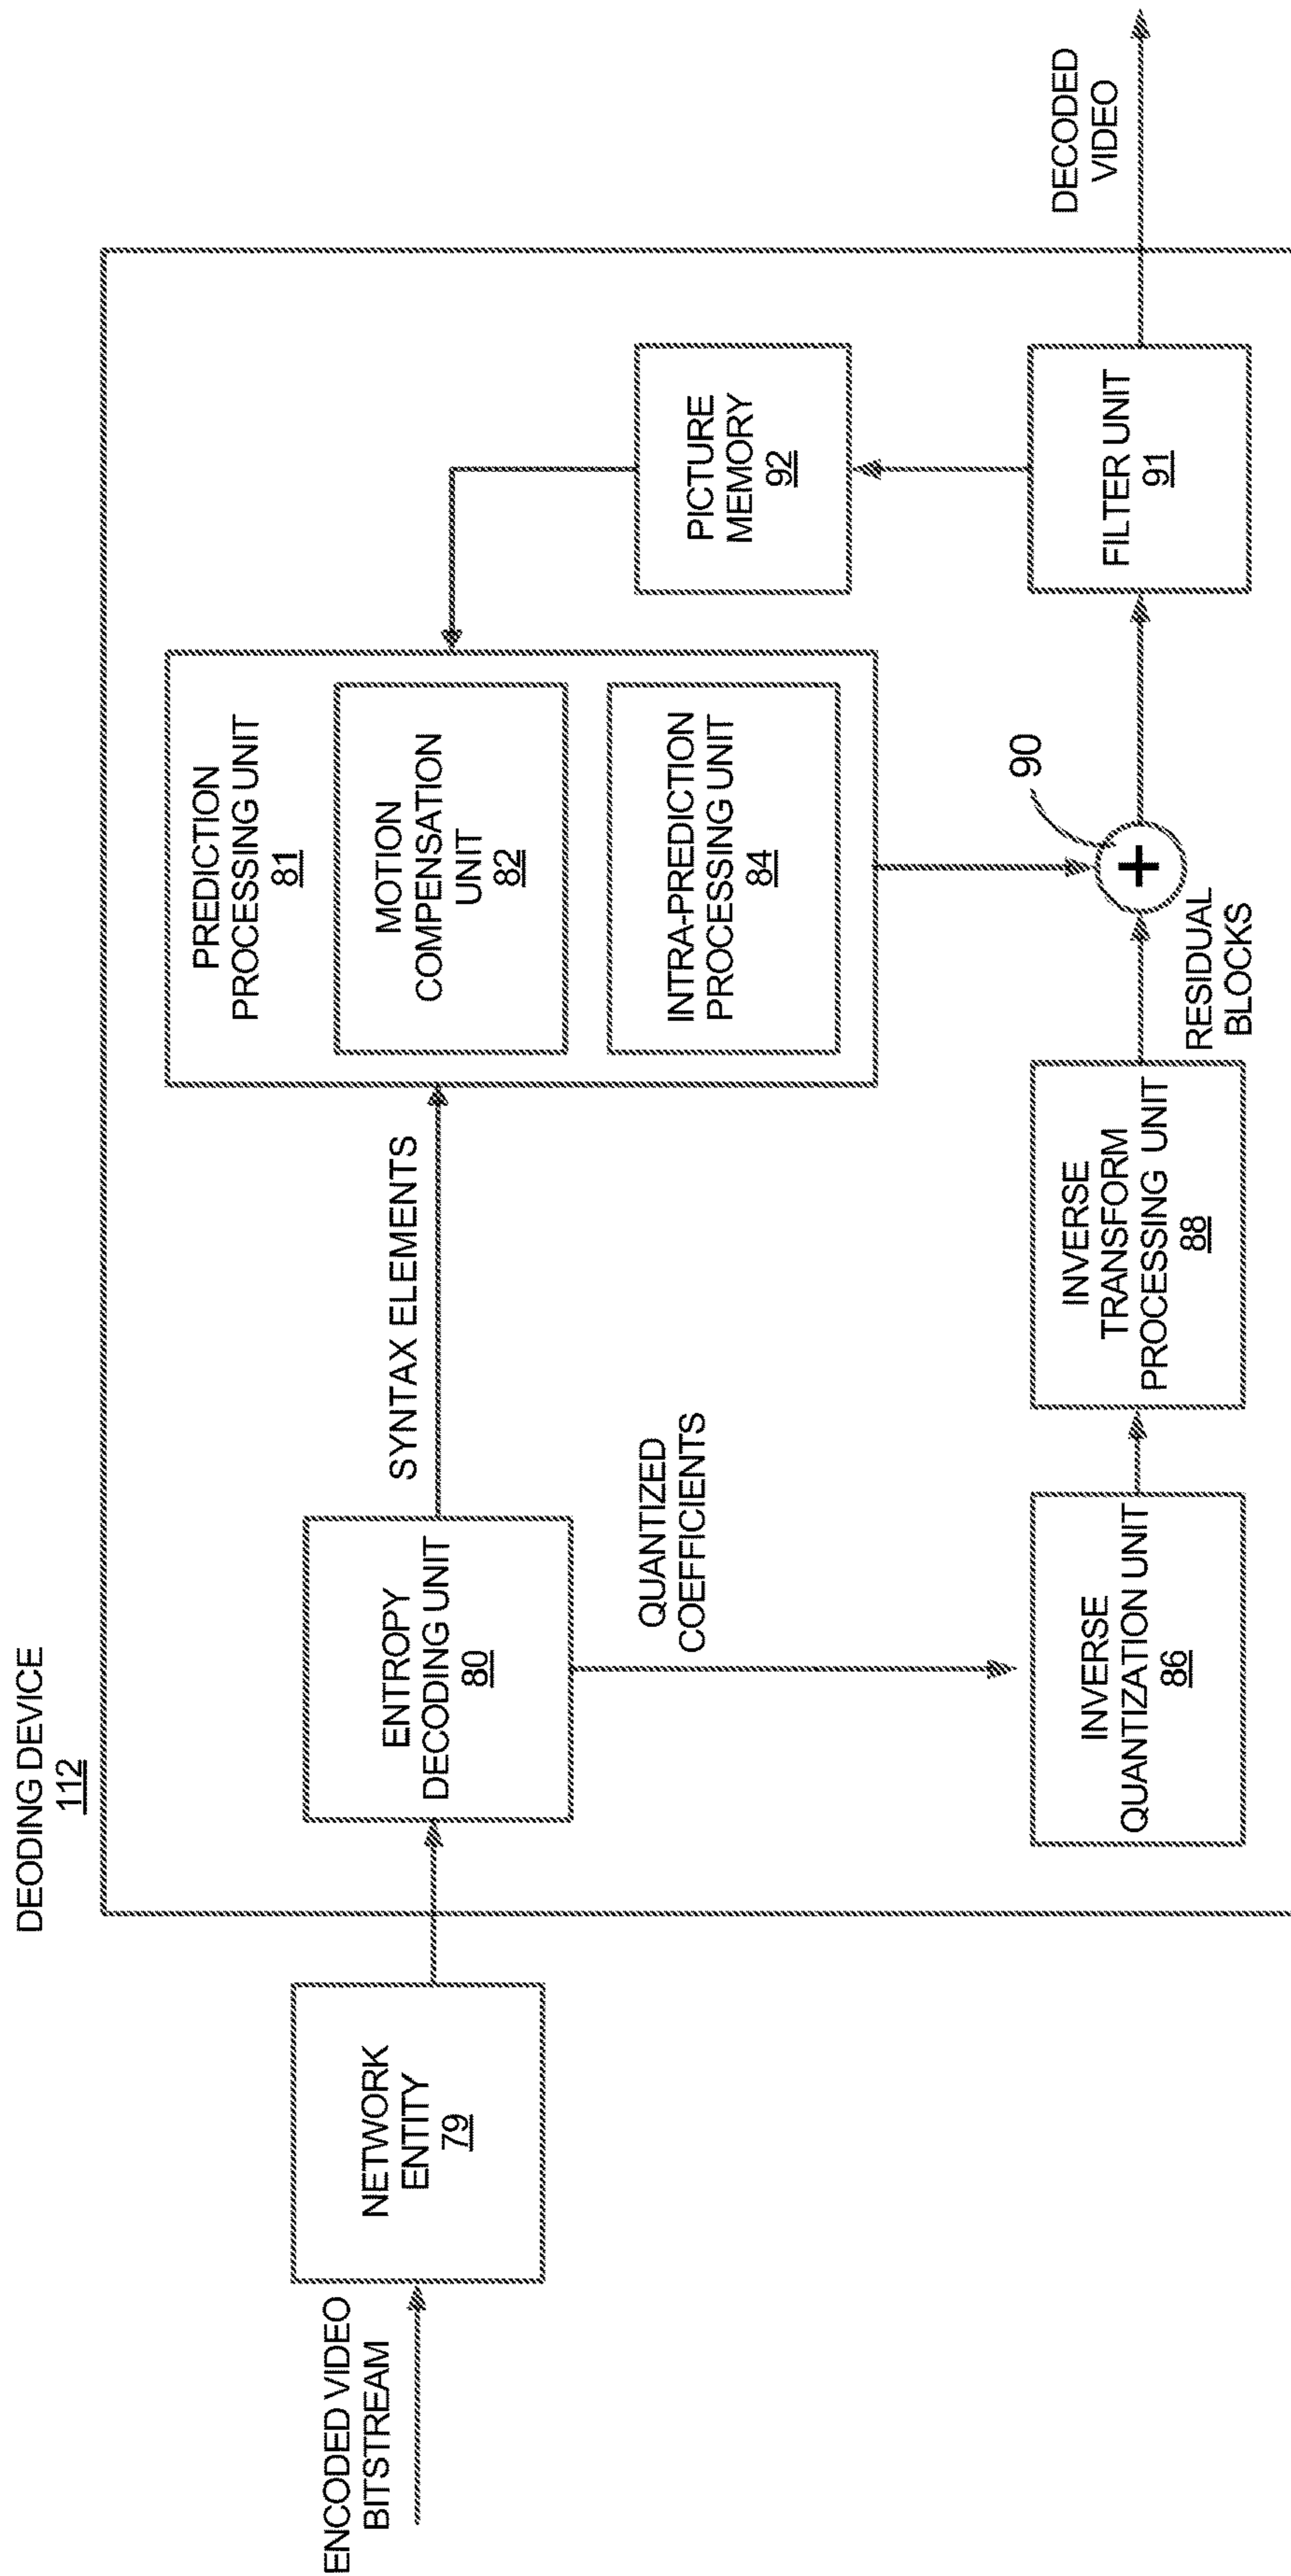 DEODING DEVICE
112
ENCODED VIDEO
BITSTREAM
NETWORK
ENTITY
79
ENTROPY
DECODING UNIT
80
SYNTAX ELEMENTS
QUANTIZED
COEFFICIENTS
PREDICTION
PROCESSING UNIT
81
MOTION
COMPENSATION
UNIT
82
INTRA-PREDICTION
PROCESSING UNIT
84
PICTURE
MEMORY
92
INVERSE
QUANTIZATION UNIT
86
INVERSE
TRANSFORM
PROCESSING UNIT
88
RESIDUAL
BLOCKS
90
+
FILTER UNIT
91
DECODED
VIDEO